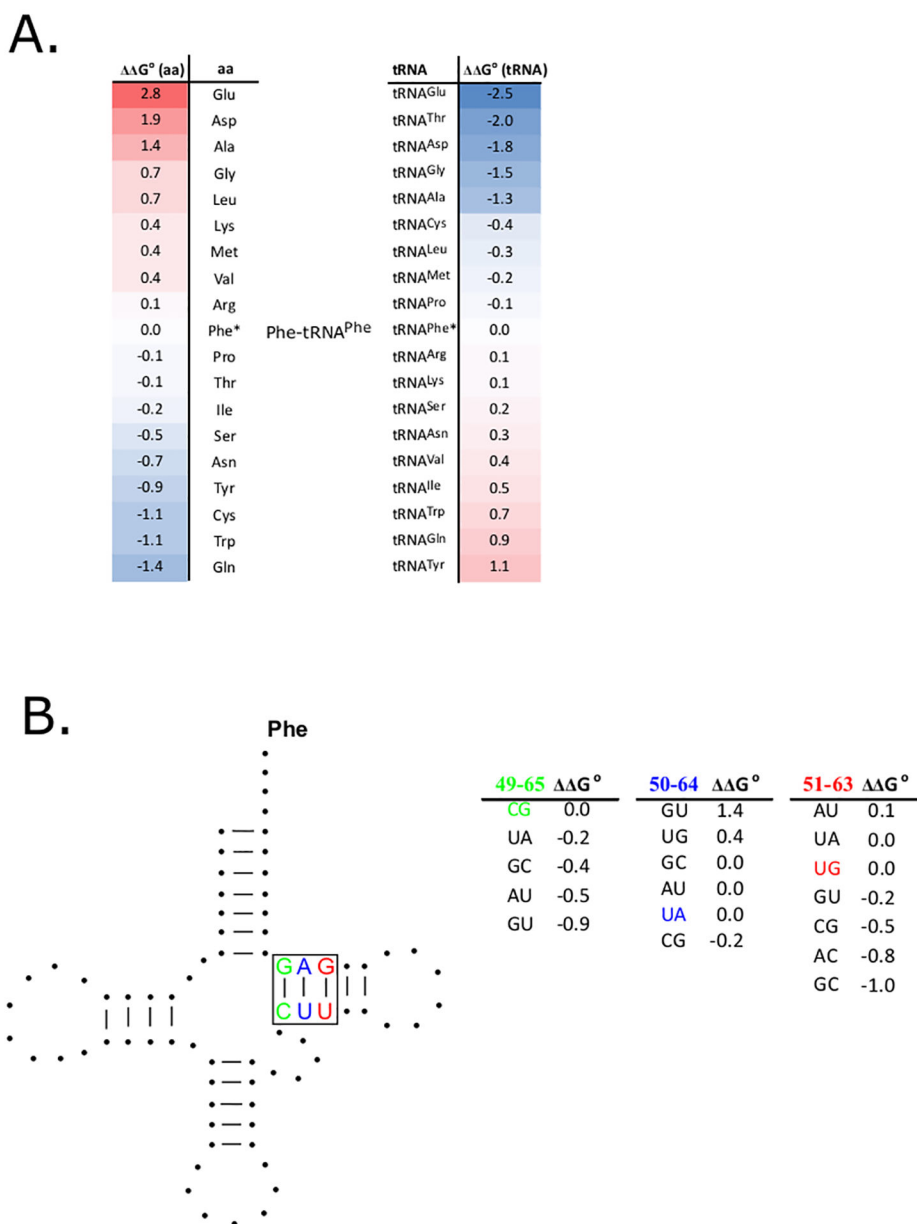 A.
ΔΔG° (aa) aa tRNA ΔΔG° (tRNA)
2.8 Glu tRNAGlu -2.5
1.9 Asp tRNAThr -2.0
1.4 Ala tRNAAsp -1.8
0.7 Gly tRNAGly -1.5
0.7 Leu tRNAAla -1.3
0.4 Lys tRNACys -0.4
0.4 Met tRNALeu -0.3
0.4 Val tRNAMet -0.2
0.1 Arg tRNAPro -0.1
0.0 Phe* Phe-tRNAPhe tRNAPhe* 0.0
-0.1 Pro tRNAArg 0.1
-0.1 Thr tRNALys 0.1
-0.2 Ile tRNASer 0.2
-0.5 Ser tRNAAsn 0.3
-0.7 Asn tRNAVal 0.4
-0.9 Tyr tRNAIle 0.5
-1.1 Cys tRNATrp 0.7
-1.1 Trp tRNAGln 0.9
-1.4 Gln tRNATyr 1.1
B.
Phe
GAG
CUU
49-65 ΔΔG° 50-64 ΔΔG° 51-63 ΔΔG°
CG 0.0 GU 1.4 AU 0.1
UA -0.2 UG 0.4 UA 0.0
GC -0.4 GC 0.0 UG 0.0
AU -0.5 AU 0.0 GU -0.2
GU -0.9 UA 0.0 CG -0.5
CG -0.2 AC -0.8
GC -1.0